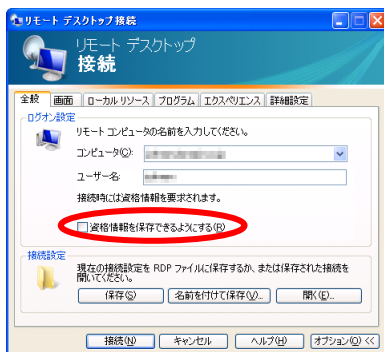 リモート デスクトップ接続
リモート デスクトップ
接続
全般 画面 ローカル リソース プログラム エクスペリエンス 詳細設定
ログオン設定
リモート コンピュータの名前を入力してください。
コンピュータ(C):
ユーザー名:
接続時には資格情報を要求されます。
資格情報を保存できるようにする(R)
接続設定
現在の接続設定を RDP ファイルに保存するか、または保存された接続を
開いてください。
保存(S) 名前を付けて保存(V)... 開く(E)...
接続(N) キャンセル ヘルプ(H) オプション(O) <<